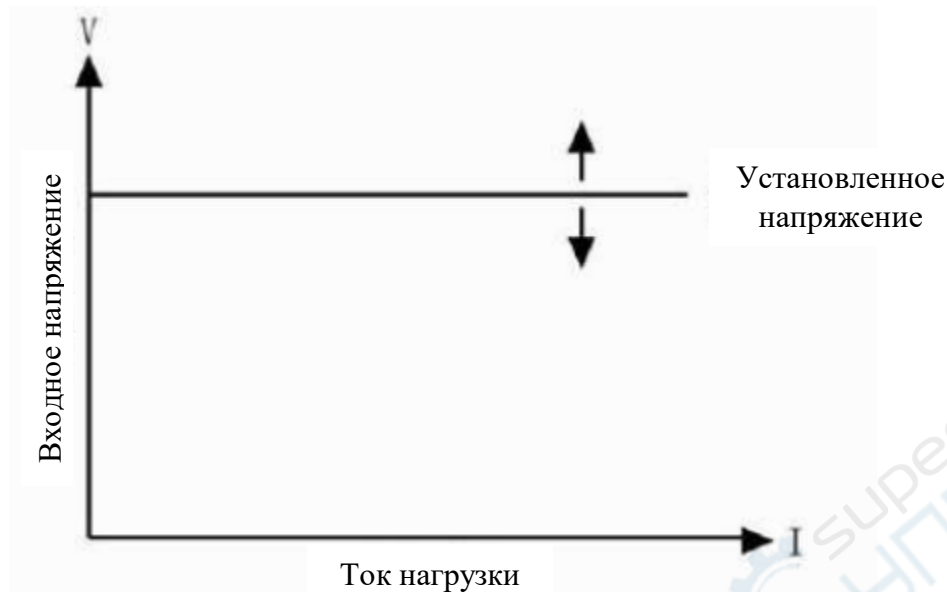 V
Входное напряжение
Установленное
напряжение
I
Ток нагрузки